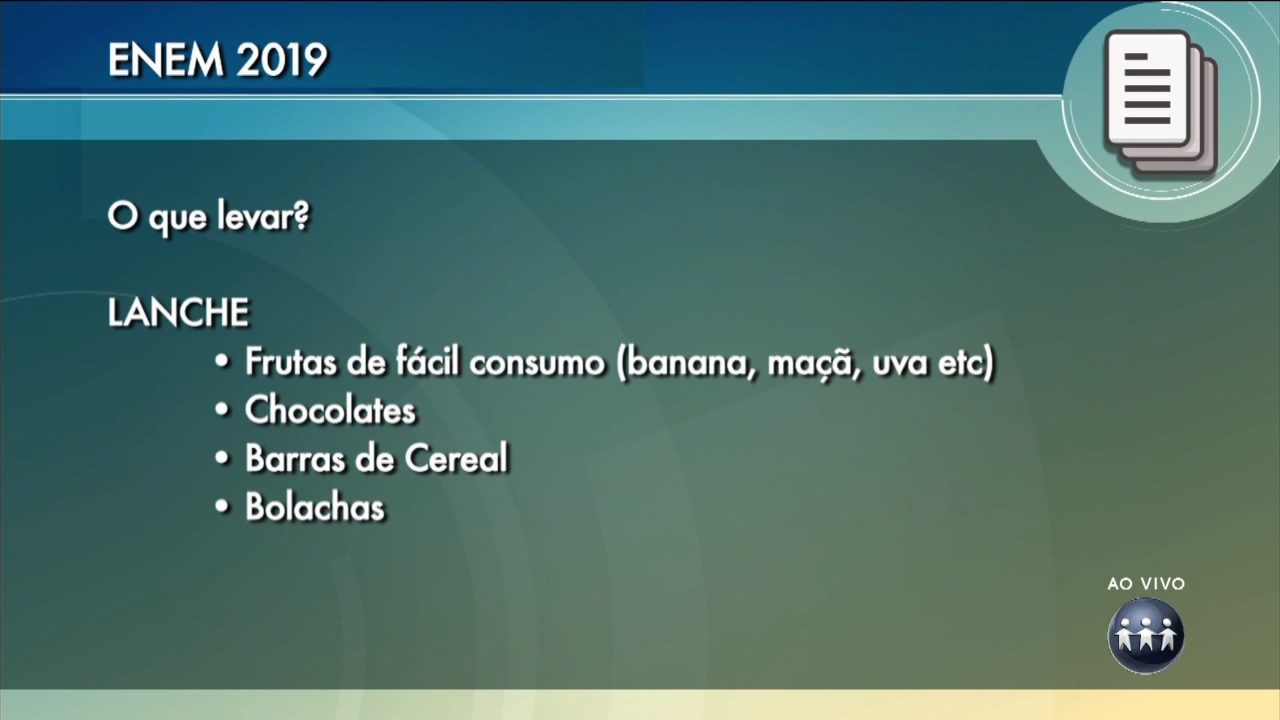 ENEM 2019
O que levar?
LANCHE
• Frutas de fácil consumo (banana, maçã, uva etc)
• Chocolates
• Barras de Cereal
• Bolachas
AO VIVO